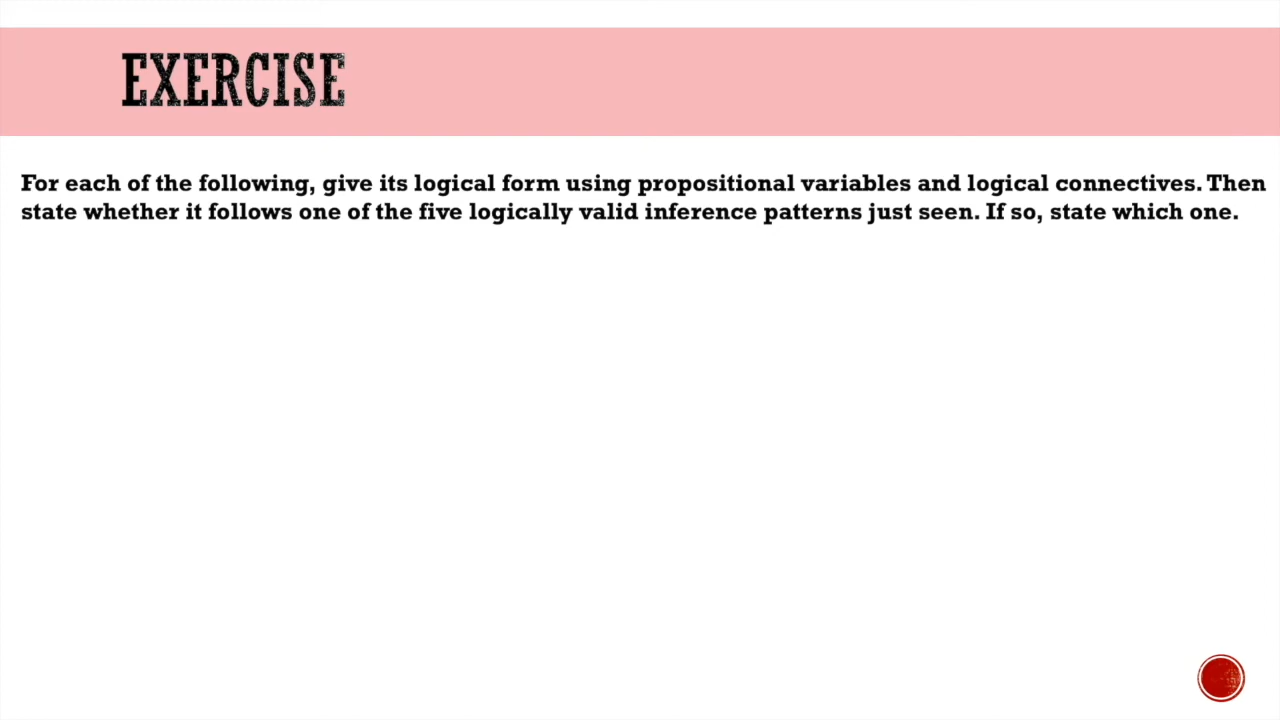 EXERCISE
For each of the following, give its logical form using propositional variables and logical connectives. Then
state whether it follows one of the five logically valid inference patterns just seen. If so, state which one.